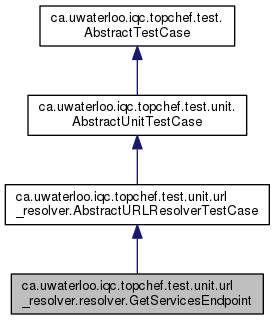 ca.uwaterloo.iqc.topchef.test.
AbstractTestCase
ca.uwaterloo.iqc.topchef.test.unit.
AbstractUnitTestCase
ca.uwaterloo.iqc.topchef.test.unit.url
_resolver.AbstractURLResolverTestCase
ca.uwaterloo.iqc.topchef.test.unit.url
_resolver.resolver.GetServicesEndpoint